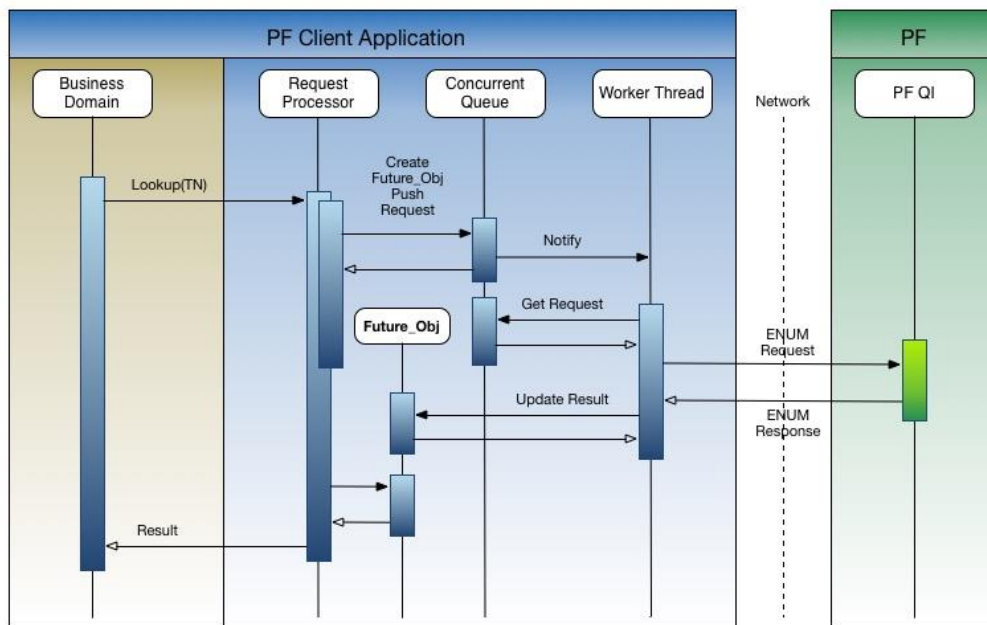 PF Client Application
PF
Business
Domain
Request
Processor
Concurrent
Queue
Worker Thread
Network
PF QI
Lookup(TN)
Create
Future_Obj
Push
Request
Notify
Get Request
Future_Obj
ENUM
Request
Update Result
ENUM
Response
Result